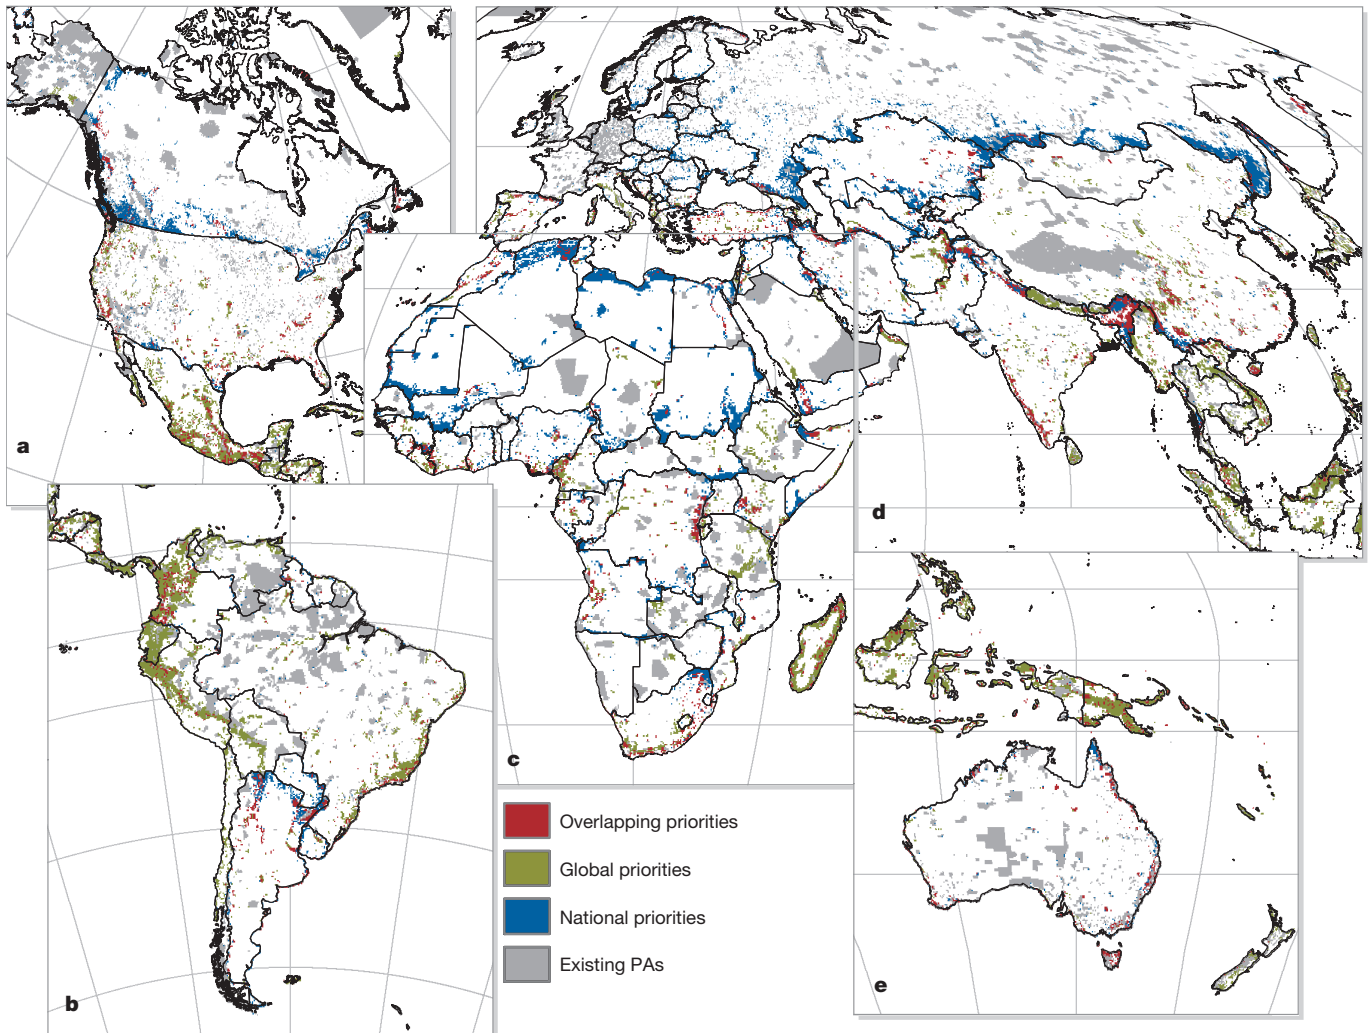 a
d
b
c
e
Overlapping priorities
Global priorities
National priorities
Existing PAs